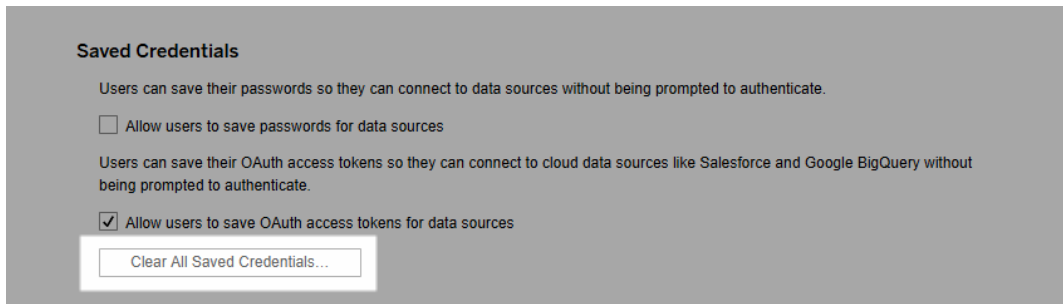 Saved Credentials
Users can save their passwords so they can connect to data sources without being prompted to authenticate.
Allow users to save passwords for data sources
Users can save their OAuth access tokens so they can connect to cloud data sources like Salesforce and Google BigQuery without
being prompted to authenticate.
Allow users to save OAuth access tokens for data sources
Clear All Saved Credentials...